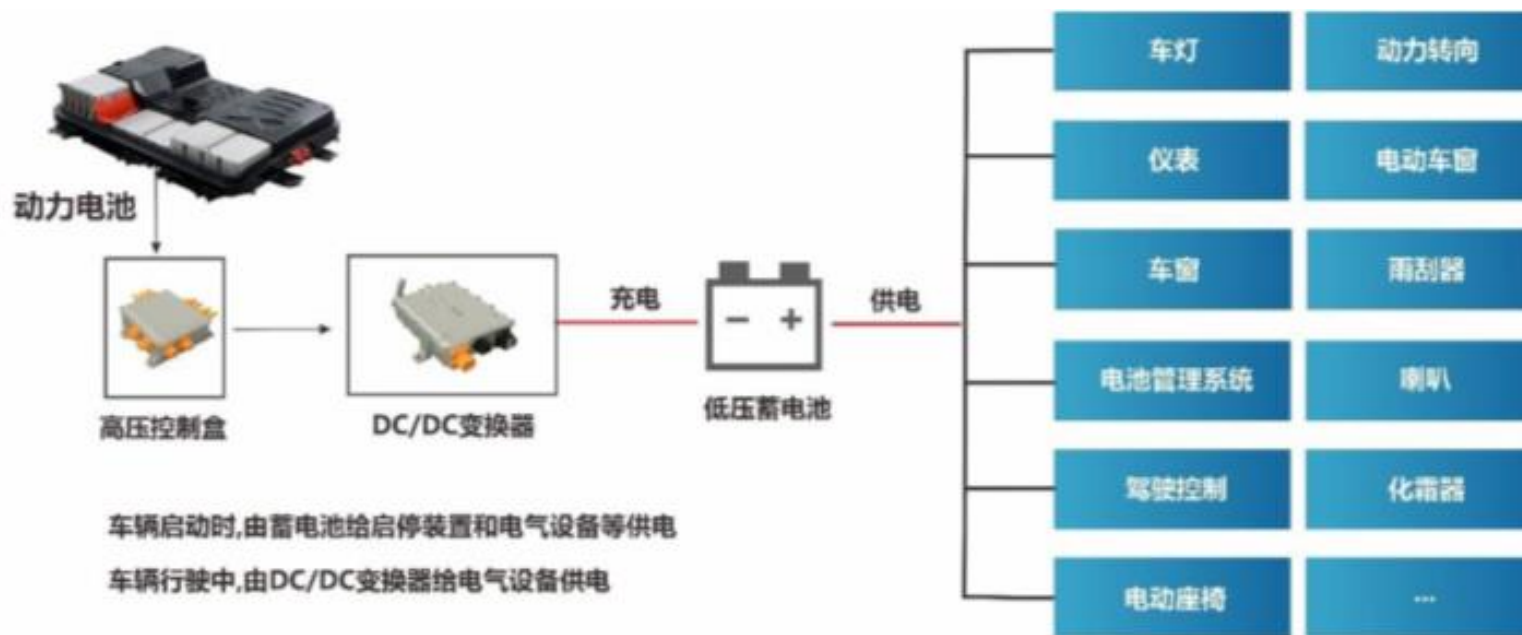 车灯
动力转向
仪表
电动车窗
动力电池
车窗
雨刮器
充电
供电
电池管理系统
喇叭
高压控制盒
DC/DC变换器
低压蓄电池
驾驶控制
化霜器
车辆启动时,由蓄电池给启停装置和电气设备等供电
车辆行驶中,由DC/DC变换器给电气设备供电
电动座椅
...